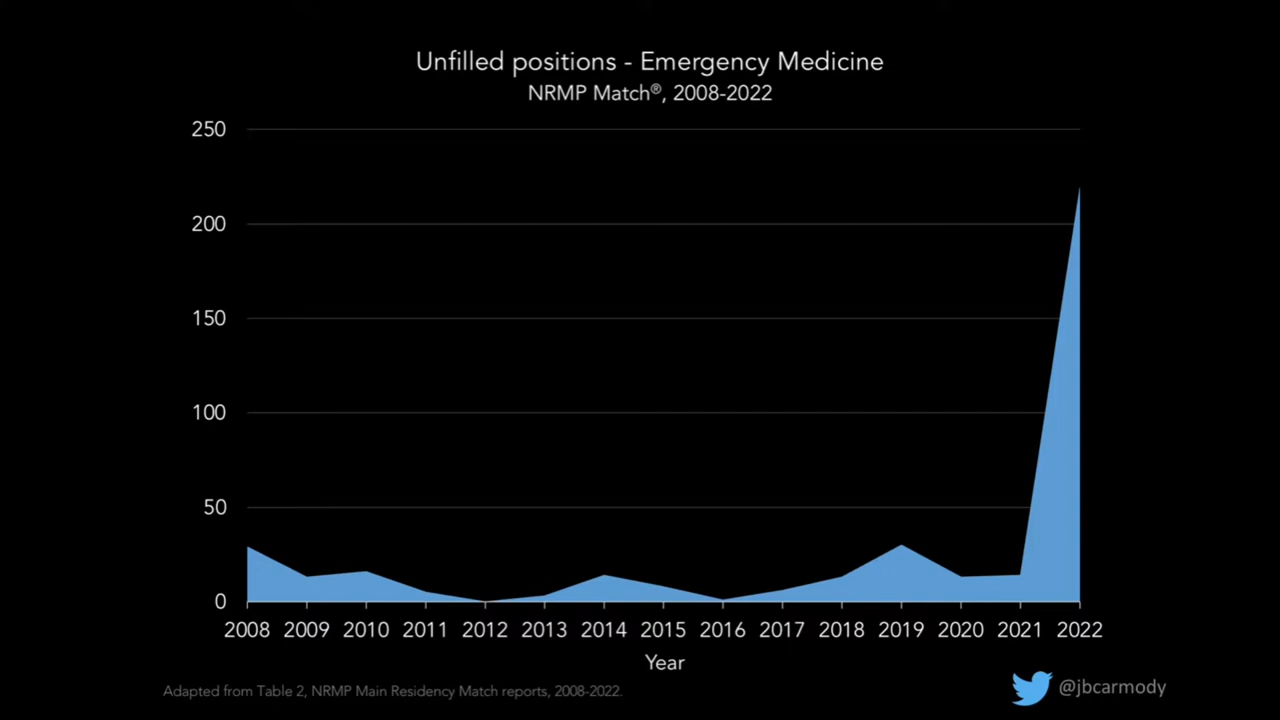 Unfilled positions - Emergency Medicine
NRMP Match®, 2008-2022
250
200
150
100
50
0
2008 2009 2010 2011 2012 2013 2014 2015 2016 2017 2018 2019 2020 2021 2022
Year
Adapted from Table 2, NRMP Main Residency Match reports, 2008-2022.
@jbcarmody